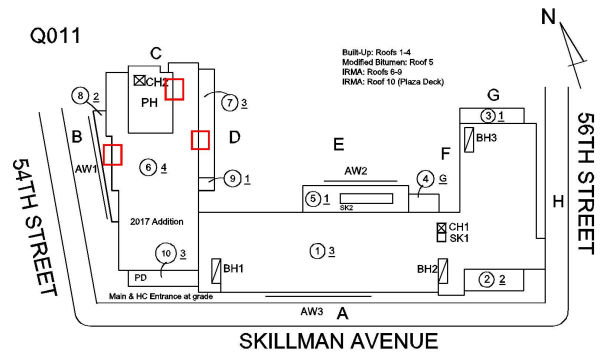 Q011
N
Built-Up: Roofs 1-4
Modified Bitumen: Roof 5
IRMA: Roofs 6-9
IRMA: Roof 10 (Plaza Deck)
C
CH2
PH
8 2
7 3
B
D
AW1
6 4
9 1
2017 Addition
10 3
PD
Main & HC Entrance at grade
E
AW2
5 1
SK2
4 G
F
G
3 1
BH3
H
CH1
SK1
1 3
BH1
BH2
2 2
AW3
A
54TH STREET
56TH STREET
SKILLMAN AVENUE